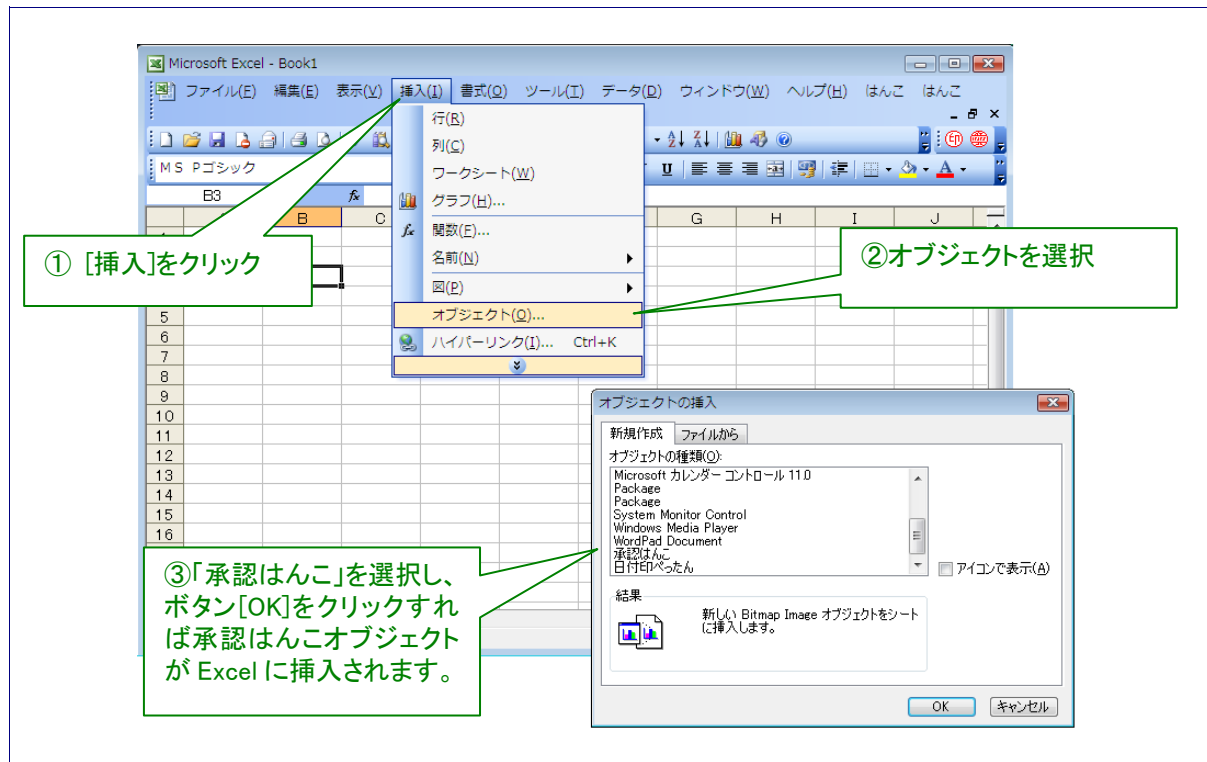 Microsoft Excel - Book1
ファイル(F) 編集(E) 表示(V) 挿入(I) 書式(O) ツール(T) データ(D) ウィンドウ(W) ヘルプ(H) はんこ はんこ
行(R)
列(C)
ワークシート(W)
グラフ(H)...
関数(F)...
名前(N)
図(P)
オブジェクト(O)...
ハイパーリンク(I)... Ctrl+K
ＭＳ Ｐゴシック
U
A
B3
fx
B C G H I J
① [挿入]をクリック
②オブジェクトを選択
5
6
7
8
9
10
11
12
13
14
15
16
オブジェクトの挿入
新規作成 ファイルから
オブジェクトの種類(O):
Microsoft カレンダー コントロール 11.0
Package
Package
System Monitor Control
Windows Media Player
WordPad Document
承認はんこ
日付印ぺったん
アイコンで表示(A)
結果
新しい Bitmap Image オブジェクトをシート
に挿入します。
OK キャンセル
③「承認はんこ」を選択し、
ボタン[OK]をクリックすれ
ば承認はんこオブジェクト
が Excel に挿入されます。